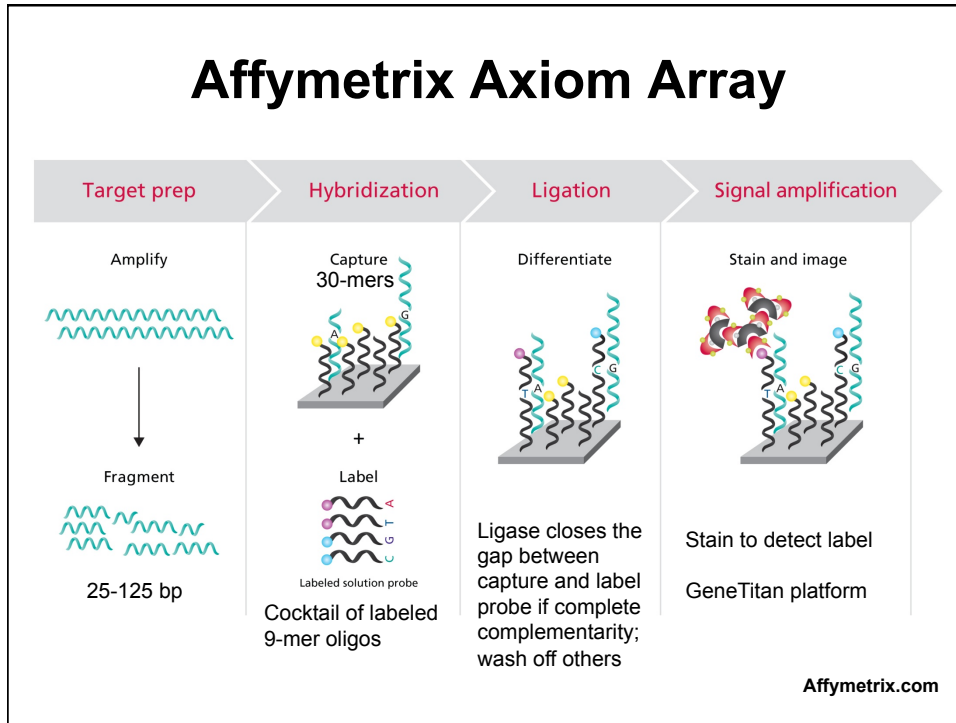 Affymetrix Axiom Array
Target prep
Hybridization
Ligation
Signal amplification
Amplify
Fragment
25-125 bp
Capture
30-mers
A
G
+
Label
A
T
G
C
Labeled solution probe
Cocktail of labeled
9-mer oligos
Differentiate
T A
C G
Ligase closes the
gap between
capture and label
probe if complete
complementarity;
wash off others
Stain and image
T A
C G
Stain to detect label
GeneTitan platform
Affymetrix.com